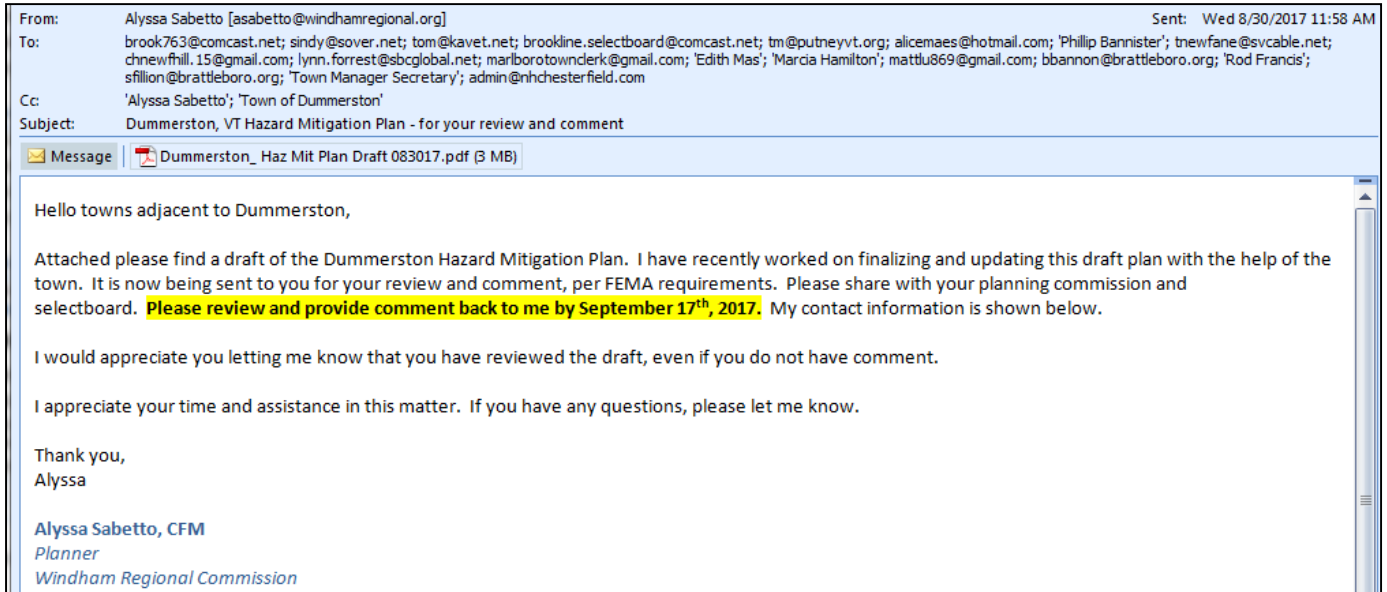 From: Alyssa Sabetto [asabetto@windhamregional.org] Sent: Wed 8/30/2017 11:58 AM
To: brook763@comcast.net; sindy@sover.net; tom@kavet.net; brookline.selectboard@comcast.net; tm@putneyvt.org; alicemaes@hotmail.com; 'Phillip Bannister'; tnewfane@svcable.net;
chnewfhill.15@gmail.com; lynn.forrest@sbcglobal.net; marlborotownclerk@gmail.com; 'Edith Mas'; 'Marcia Hamilton'; mattlu869@gmail.com; bbannon@brattleboro.org; 'Rod Francis';
sfillion@brattleboro.org; 'Town Manager Secretary'; admin@nhchesterfield.com
Cc: 'Alyssa Sabetto'; 'Town of Dummerston'
Subject: Dummerston, VT Hazard Mitigation Plan - for your review and comment
Message Dummerston_ Haz Mit Plan Draft 083017.pdf (3 MB)
Hello towns adjacent to Dummerston,
Attached please find a draft of the Dummerston Hazard Mitigation Plan. I have recently worked on finalizing and updating this draft plan with the help of the
town. It is now being sent to you for your review and comment, per FEMA requirements. Please share with your planning commission and
selectboard. Please review and provide comment back to me by September 17th, 2017. My contact information is shown below.
I would appreciate you letting me know that you have reviewed the draft, even if you do not have comment.
I appreciate your time and assistance in this matter. If you have any questions, please let me know.
Thank you,
Alyssa
Alyssa Sabetto, CFM
Planner
Windham Regional Commission